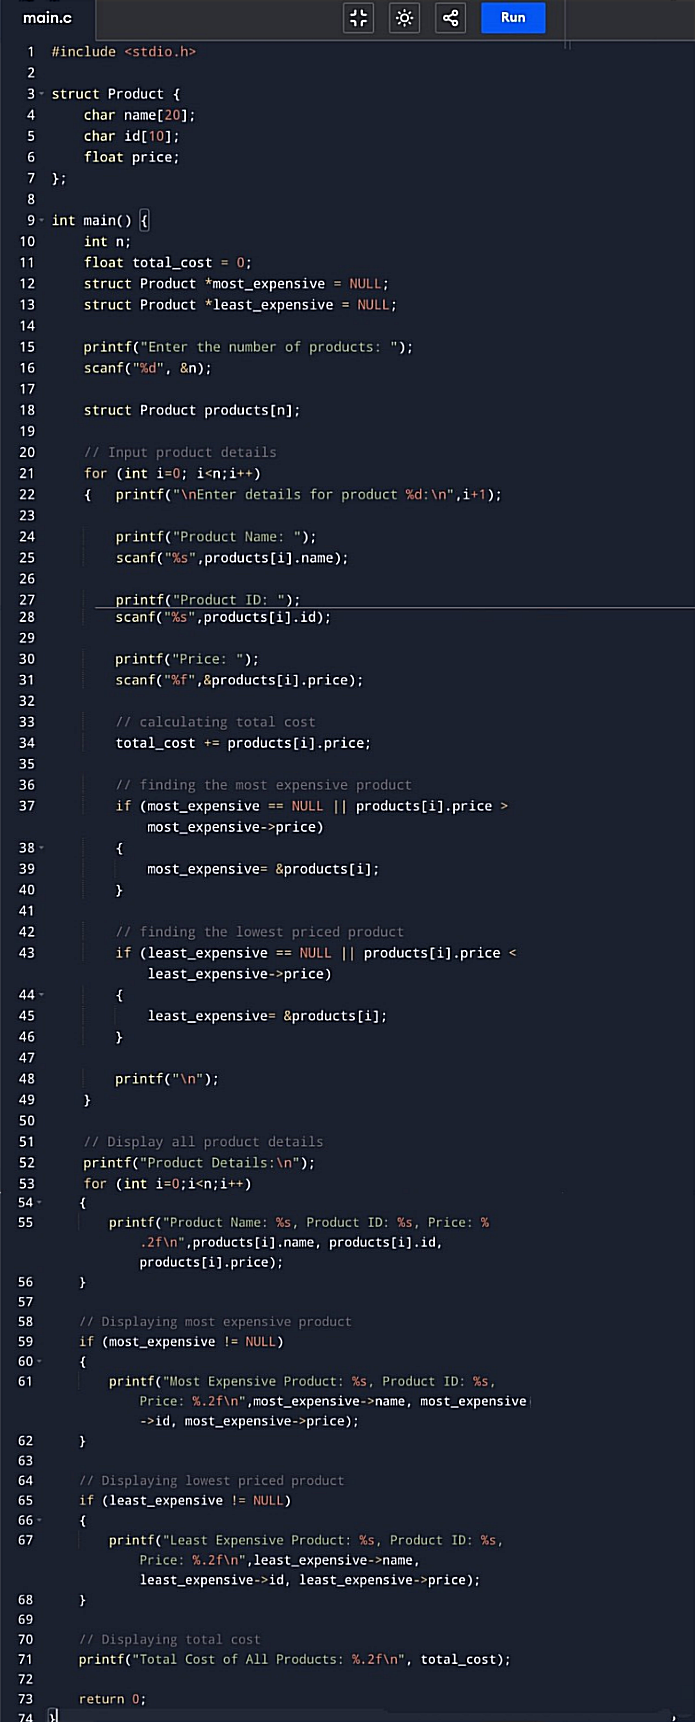 main.c
Run
1 #include <stdio.h>
2
3 struct Product {
4     char name[20];
5     char id[10];
6     float price;
7 };
8
9 int main() {
10     int n;
11     float total_cost = 0;
12     struct Product *most_expensive = NULL;
13     struct Product *least_expensive = NULL;
14
15     printf("Enter the number of products: ");
16     scanf("%d", &n);
17
18     struct Product products[n];
19
20     // Input product details
21     for (int i=0; i<n;i++)
22     {   printf("\nEnter details for product %d:\n",i+1);
23
24         printf("Product Name: ");
25         scanf("%s",products[i].name);
26
27         printf("Product ID: ");
28         scanf("%s",products[i].id);
29
30         printf("Price: ");
31         scanf("%f",&products[i].price);
32
33         // calculating total cost
34         total_cost += products[i].price;
35
36         // finding the most expensive product
37         if (most_expensive == NULL || products[i].price >
            most_expensive->price)
38         {
39             most_expensive= &products[i];
40         }
41
42         // finding the lowest priced product
43         if (least_expensive == NULL || products[i].price <
            least_expensive->price)
44         {
45             least_expensive= &products[i];
46         }
47
48         printf("\n");
49     }
50
51     // Display all product details
52     printf("Product Details:\n");
53     for (int i=0;i<n;i++)
54     {
55         printf("Product Name: %s, Product ID: %s, Price: %
            .2f\n",products[i].name, products[i].id,
            products[i].price);
56     }
57
58     // Displaying most expensive product
59     if (most_expensive != NULL)
60     {
61         printf("Most Expensive Product: %s, Product ID: %s,
            Price: %.2f\n",most_expensive->name, most_expensive
            ->id, most_expensive->price);
62     }
63
64     // Displaying lowest priced product
65     if (least_expensive != NULL)
66     {
67         printf("Least Expensive Product: %s, Product ID: %s,
            Price: %.2f\n",least_expensive->name,
            least_expensive->id, least_expensive->price);
68     }
69
70     // Displaying total cost
71     printf("Total Cost of All Products: %.2f\n", total_cost);
72
73     return 0;
74 }